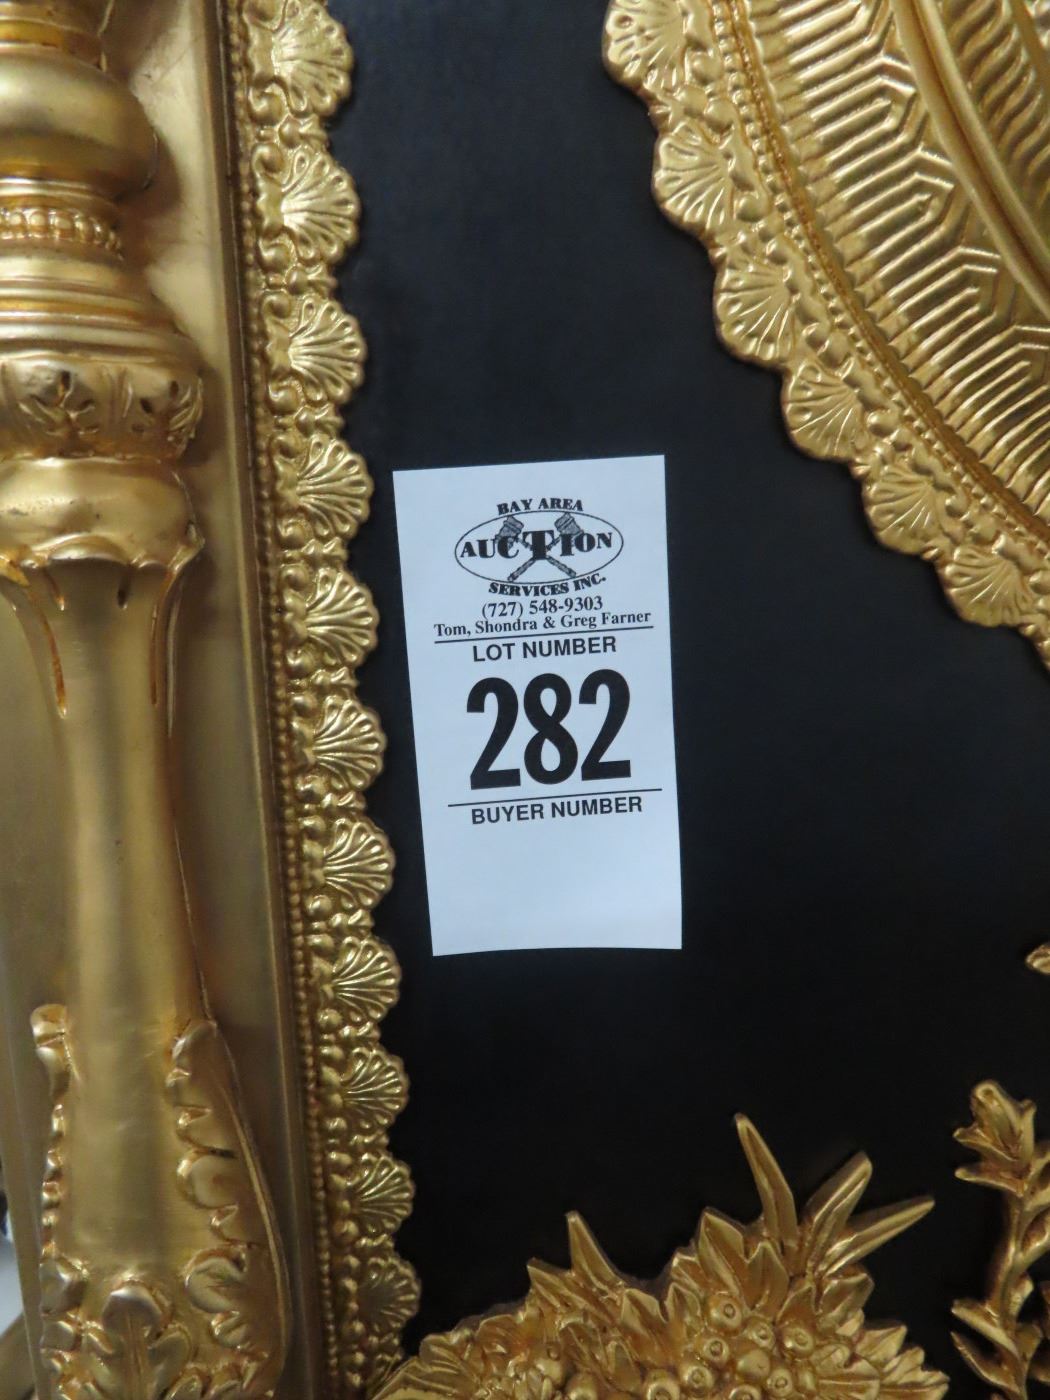 BAY AREA
AUCTION
SERVICES INC.
(727) 548-9303
Tom, Shondra & Greg Farner
LOT NUMBER
282
BUYER NUMBER